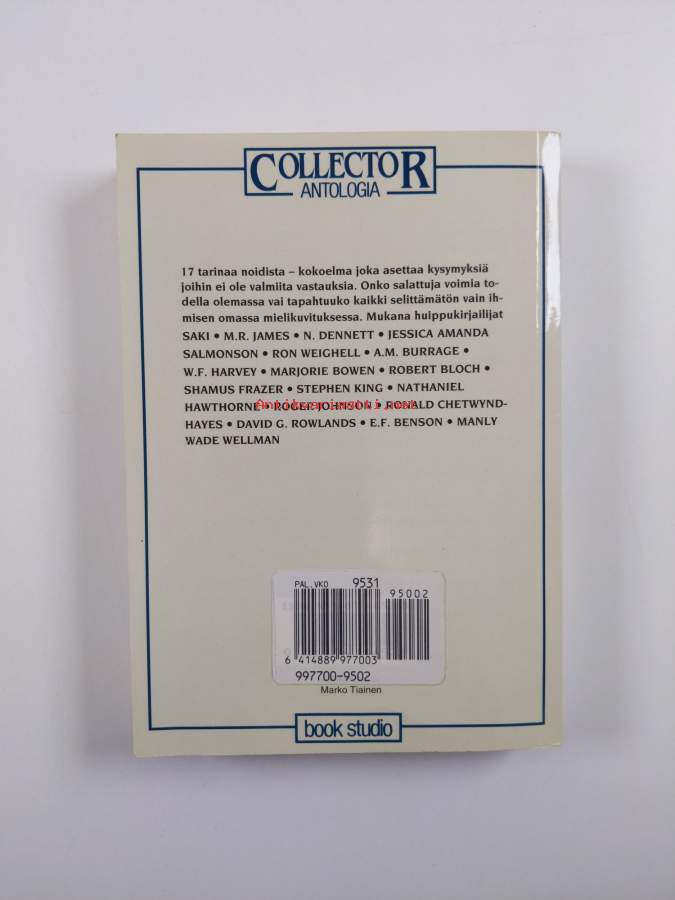 COLLECTOR
ANTOLOGIA
17 tarinaa noidista – kokoelma joka asettaa kysymyksiä
joihin ei ole valmiita vastauksia. Onko salattuja voimia to-
della olemassa vai tapahtuuko kaikki selittämätön vain ih-
misen omassa mielikuvituksessa. Mukana huippukirjailijat
SAKI • M.R. JAMES • N. DENNETT • JESSICA AMANDA
SALMONSON • RON WEIGHELL • A.M. BURRAGE •
W.F. HARVEY • MARJORIE BOWEN • ROBERT BLOCH •
SHAMUS FRAZER • STEPHEN KING • NATHANIEL
HAWTHORNE • ROGER JOHNSON • RONALD CHETWYND-
Antikvariaatti.net
HAYES • DAVID G. ROWLANDS • E.F. BENSON • MANLY
WADE WELLMAN
PAL.VKO 9531
95002
6 414889 977003
997700-9502
Marko Tiainen
book studio